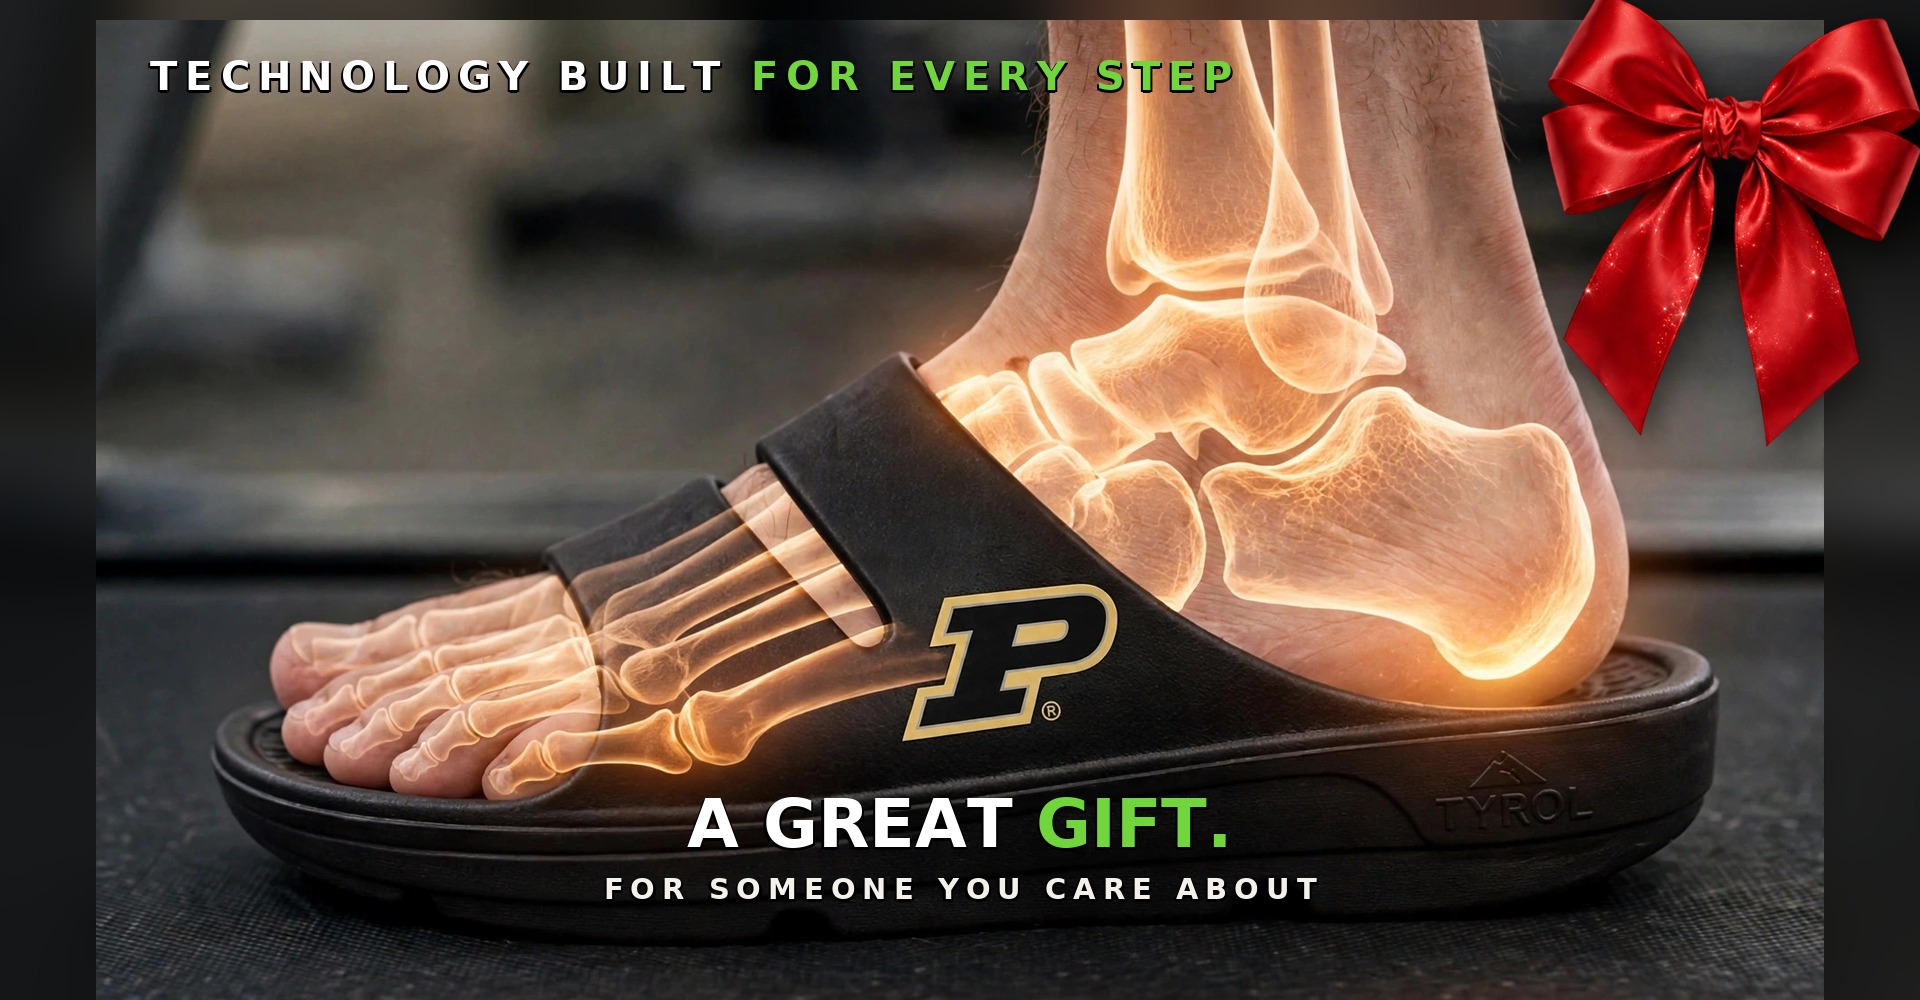 TECHNOLOGY BUILT FOR EVERY STEP
P
®
TYROL
A GREAT GIFT.
FOR SOMEONE YOU CARE ABOUT